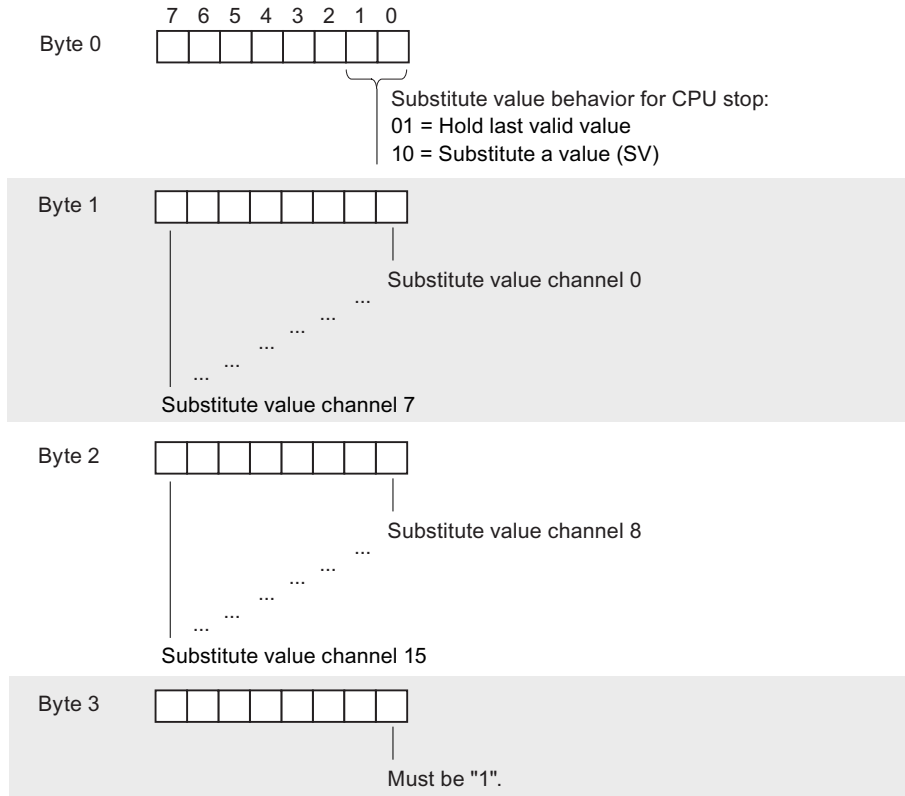 7 6 5 4 3 2 1 0
Byte 0
Substitute value behavior for CPU stop:
01 = Hold last valid value
10 = Substitute a value (SV)
Byte 1
Substitute value channel 0
...
...
...
...
...
...
Substitute value channel 7
Byte 2
Substitute value channel 8
...
...
...
...
...
...
Substitute value channel 15
Byte 3
Must be "1".